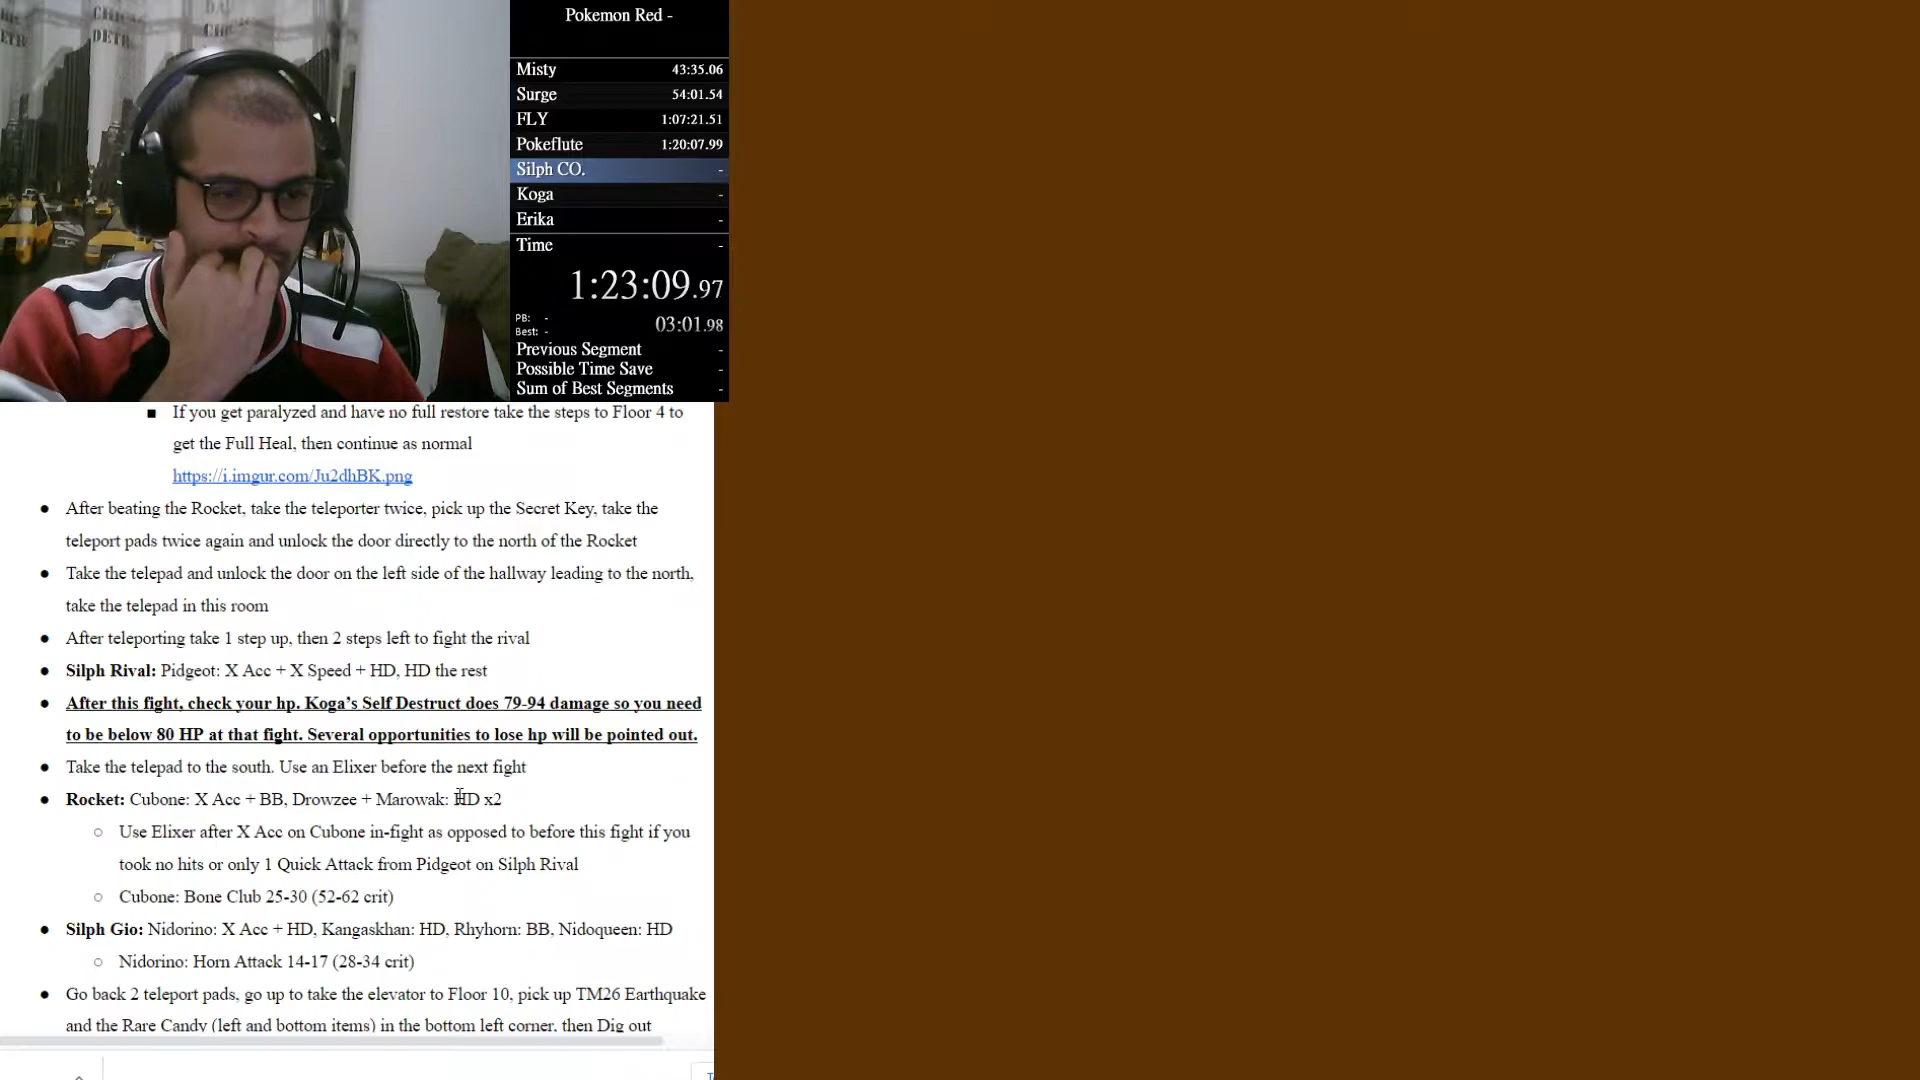 Pokemon Red -
Misty 43:35.06
Surge 54:01.54
FLY 1:07:21.51
Pokeflute 1:20:07.99
Silph CO. -
Koga -
Erika -
Time -
1:23:09.97
PB: -
Best: -
03:01.98
Previous Segment -
Possible Time Save -
Sum of Best Segments -
■ If you get paralyzed and have no full restore take the steps to Floor 4 to
get the Full Heal, then continue as normal
https://i.imgur.com/Ju2dhBK.png
● After beating the Rocket, take the teleporter twice, pick up the Secret Key, take the
teleport pads twice again and unlock the door directly to the north of the Rocket
● Take the telepad and unlock the door on the left side of the hallway leading to the north,
take the telepad in this room
● After teleporting take 1 step up, then 2 steps left to fight the rival
● Silph Rival: Pidgeot: X Acc + X Speed + HD, HD the rest
● After this fight, check your hp. Koga's Self Destruct does 79-94 damage so you need
to be below 80 HP at that fight. Several opportunities to lose hp will be pointed out.
● Take the telepad to the south. Use an Elixer before the next fight
● Rocket: Cubone: X Acc + BB, Drowzee + Marowak: HD x2
○ Use Elixer after X Acc on Cubone in-fight as opposed to before this fight if you
took no hits or only 1 Quick Attack from Pidgeot on Silph Rival
○ Cubone: Bone Club 25-30 (52-62 crit)
● Silph Gio: Nidorino: X Acc + HD, Kangaskhan: HD, Rhyhorn: BB, Nidoqueen: HD
○ Nidorino: Horn Attack 14-17 (28-34 crit)
● Go back 2 teleport pads, go up to take the elevator to Floor 10, pick up TM26 Earthquake
and the Rare Candy (left and bottom items) in the bottom left corner, then Dig out